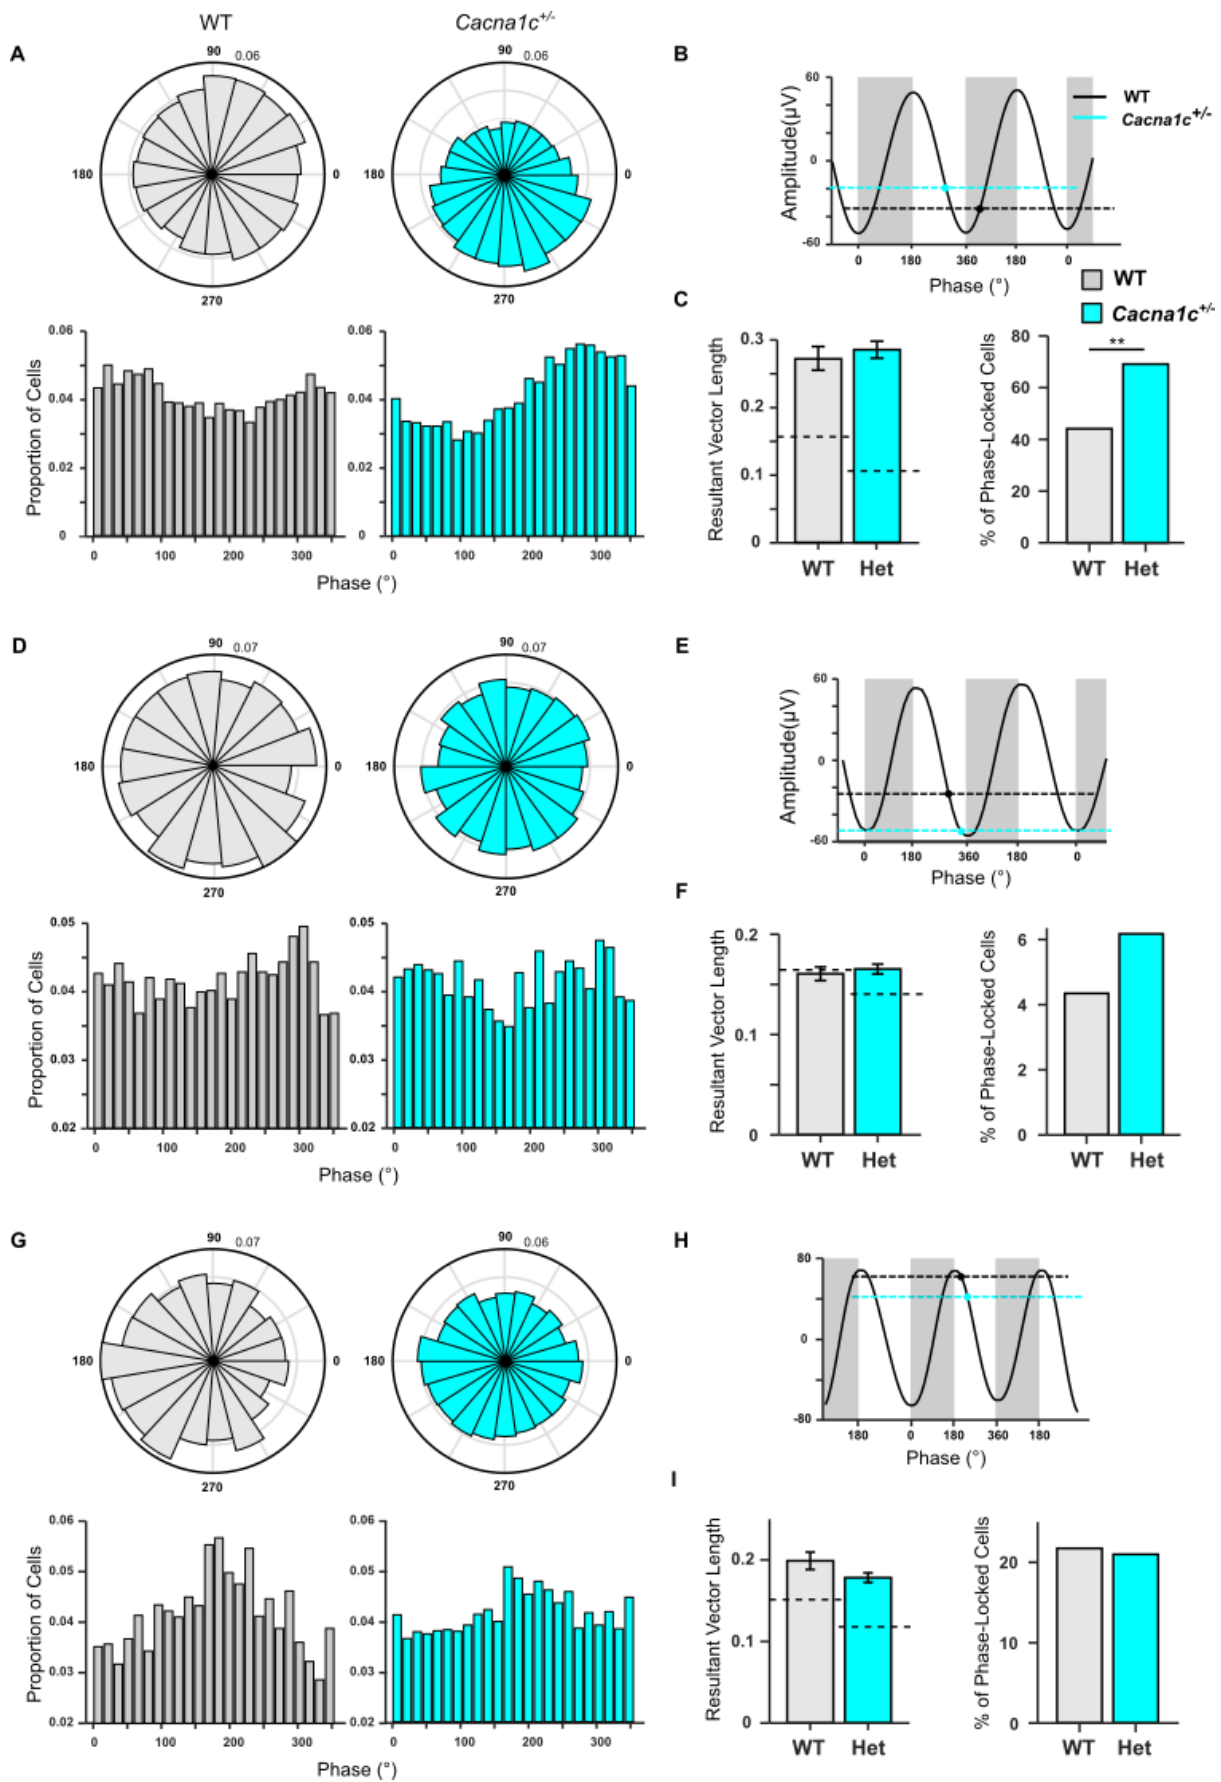 WT
Cacna1c+/-
A
90
0.06
180
0
270
90
0.06
180
0
270
B
60
0
-60
Amplitude(µV)
WT
Cacna1c+/-
0
180
360
180
0
Phase (°)
Proportion of Cells
0.06
0.04
0.02
0
0
100
200
300
0.06
0.04
0.02
0
0
100
200
300
Phase (°)
C
WT
Cacna1c+/-
Resultant Vector Length
0.3
0.2
0.1
0
WT
Het
% of Phase-Locked Cells
80
60
40
20
0
**
WT
Het
D
90
0.07
180
0
270
90
0.07
180
0
270
E
Amplitude(µV)
60
0
-60
0
180
360
180
0
Phase (°)
Proportion of Cells
0.05
0.04
0.03
0.02
0
100
200
300
0.05
0.04
0.03
0.02
0
100
200
300
Phase (°)
F
Resultant Vector Length
0.2
0.1
0
WT
Het
% of Phase-Locked Cells
6
4
2
0
WT
Het
G
90
0.07
180
0
270
90
0.06
180
0
270
H
80
0
-80
180
0
180
360
180
Phase (°)
Proportion of Cells
0.06
0.05
0.04
0.03
0.02
0
100
200
300
0.06
0.05
0.04
0.03
0.02
0
100
200
300
Phase (°)
I
Resultant Vector Length
0.2
0.1
0
WT
Het
% of Phase-Locked Cells
20
10
0
WT
Het